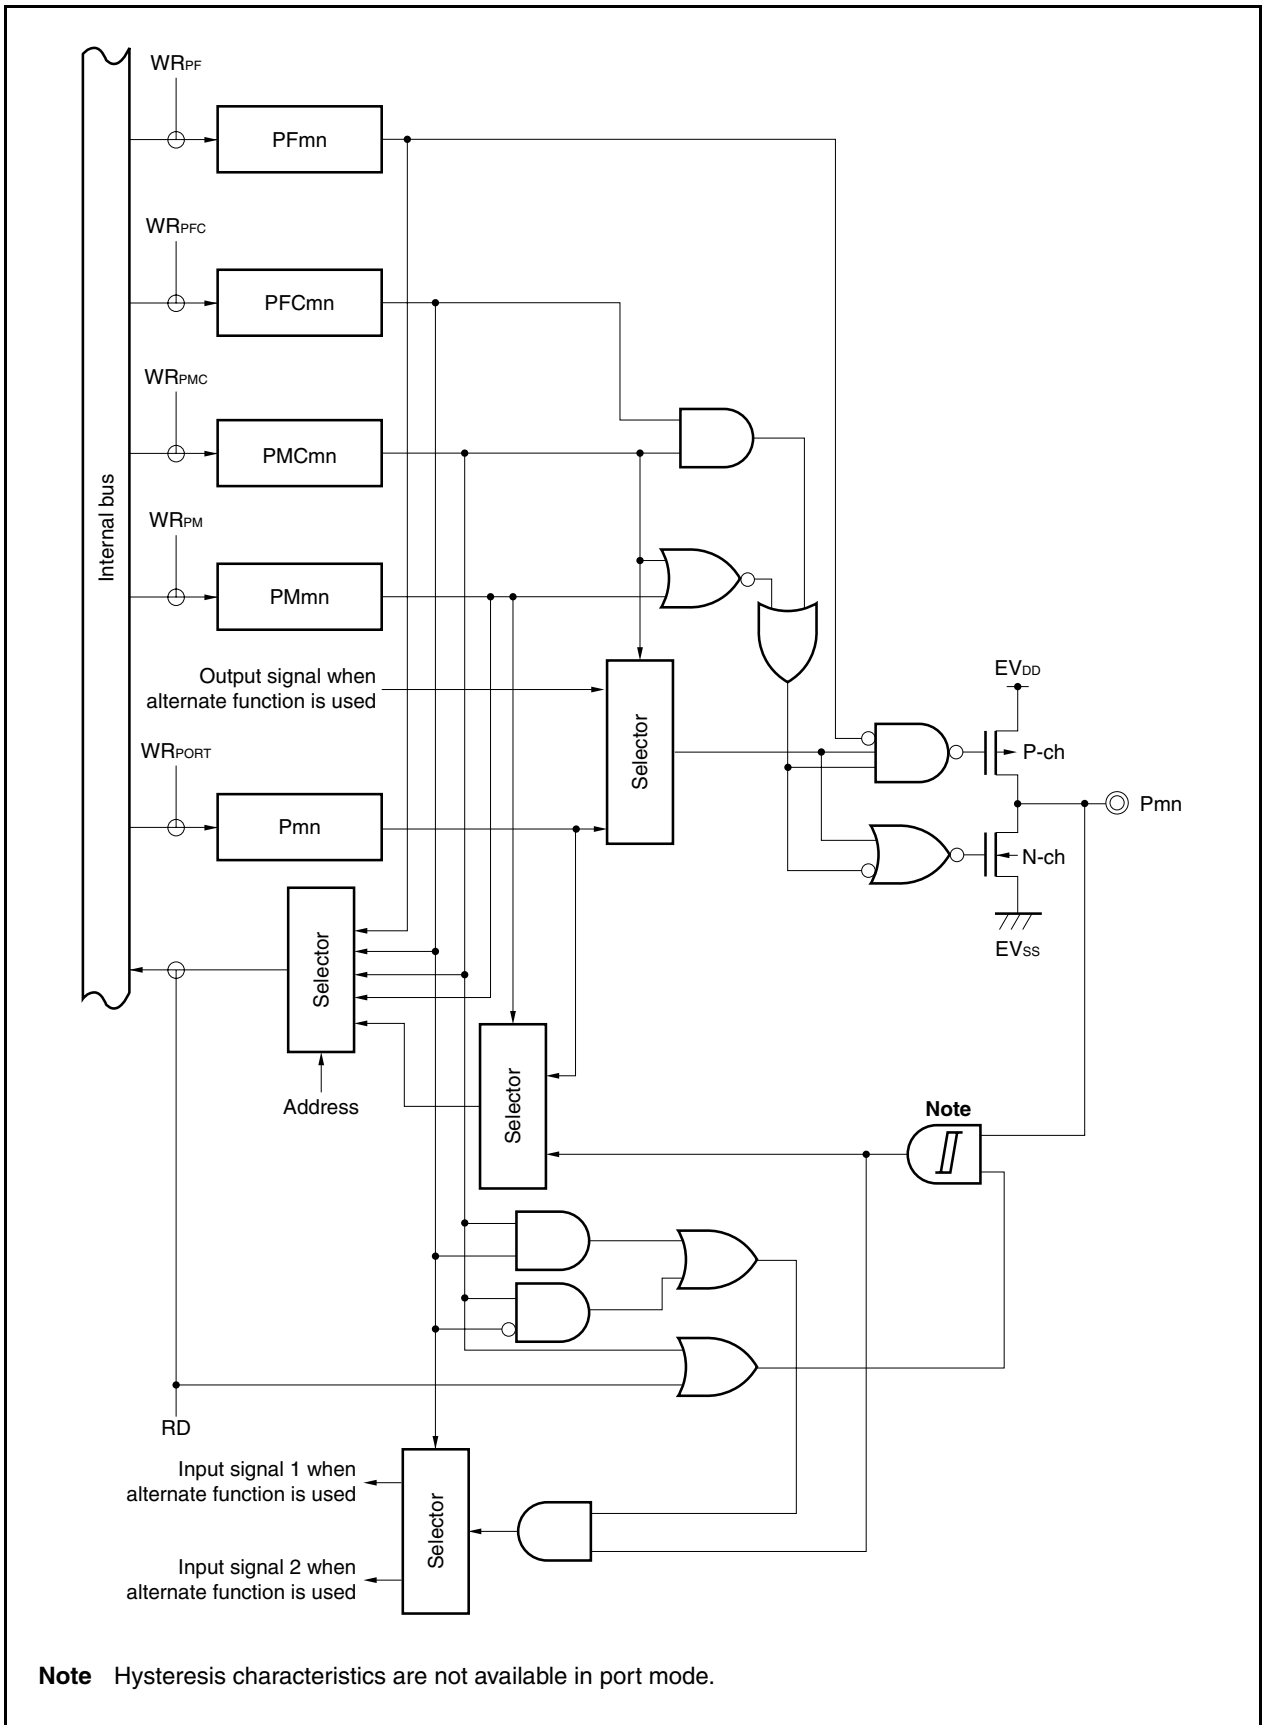 WRPF
PFmn
WRPFC
PFCmn
WRPMC
PMCmn
Internal bus
WRPM
PMmn
Output signal when
alternate function is used
Selector
EVDD
P-ch
WRPORT
Pmn
Pmn
N-ch
EVSS
Selector
Address
Selector
Note
RD
Input signal 1 when
alternate function is used
Selector
Input signal 2 when
alternate function is used
Note Hysteresis characteristics are not available in port mode.